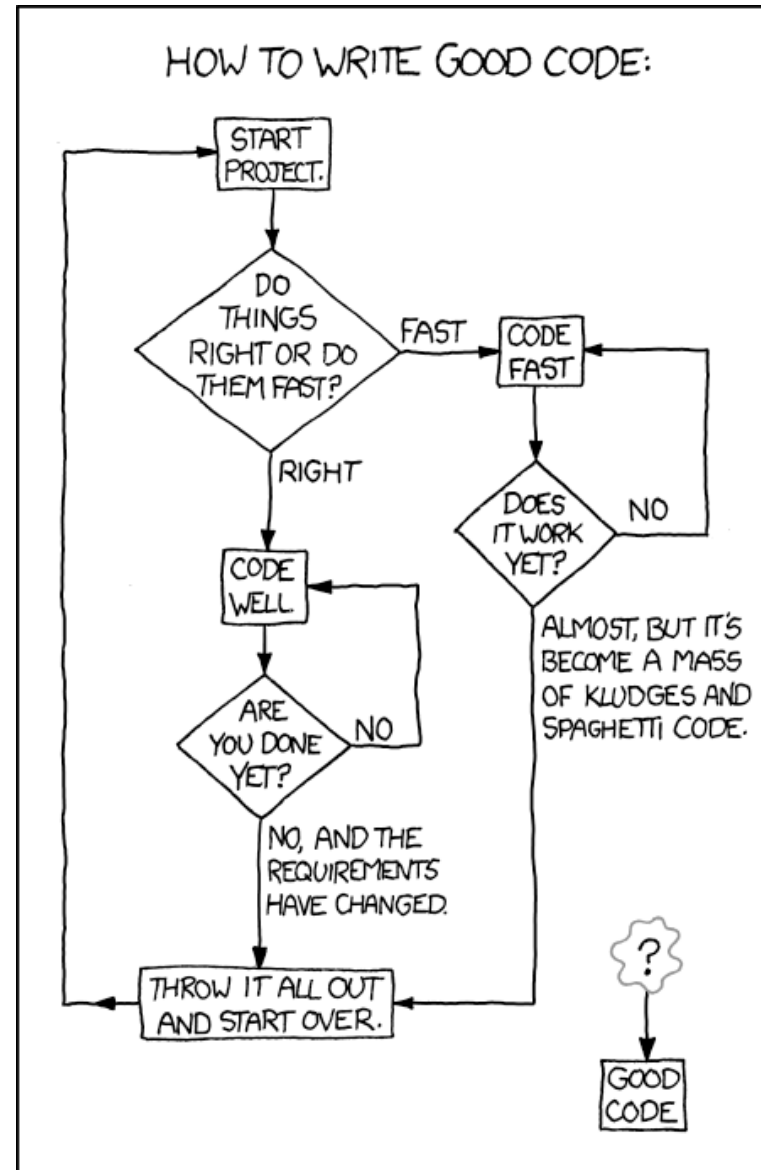 HOW TO WRITE GOOD CODE:
START
PROJECT.
DO
THINGS
RIGHT OR DO
THEM FAST?
FAST
CODE
FAST
RIGHT
DOES
IT WORK
YET?
NO
CODE
WELL.
ALMOST, BUT IT'S
BECOME A MASS
OF KLUDGES AND
SPAGHETTI CODE.
ARE
YOU DONE
YET?
NO
NO, AND THE
REQUIREMENTS
HAVE CHANGED.
THROW IT ALL OUT
AND START OVER.
?
GOOD
CODE